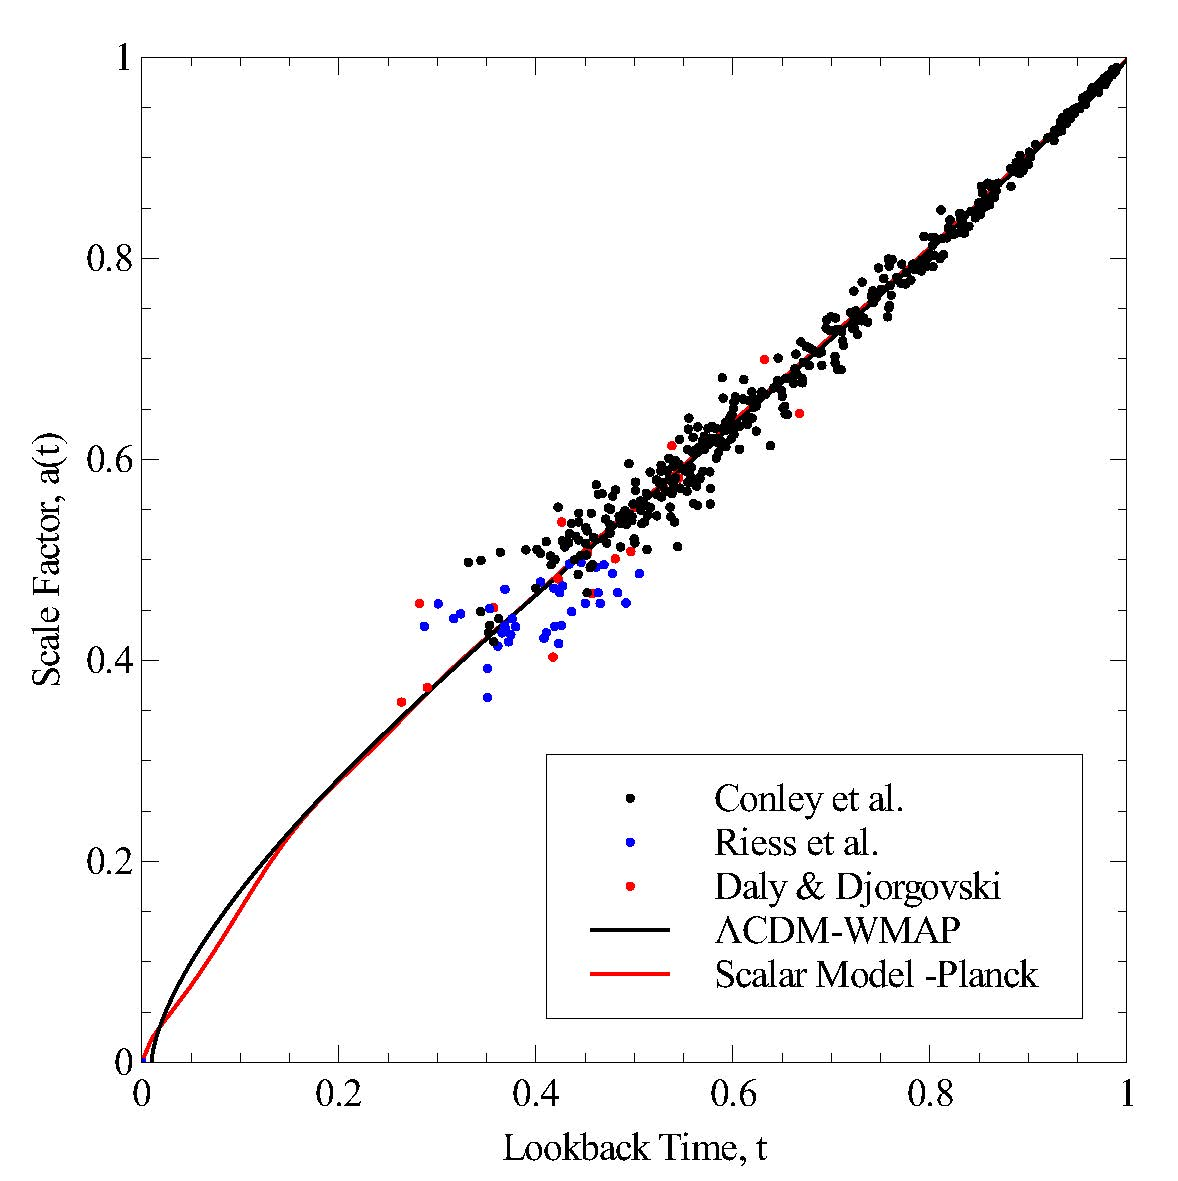 1
0.8
0.6
0.4
0.2
0
Scale Factor, a(t)
Conley et al.
Riess et al.
Daly & Djorgovski
ΛCDM-WMAP
Scalar Model -Planck
0 0.2 0.4 0.6 0.8 1
Lookback Time, t